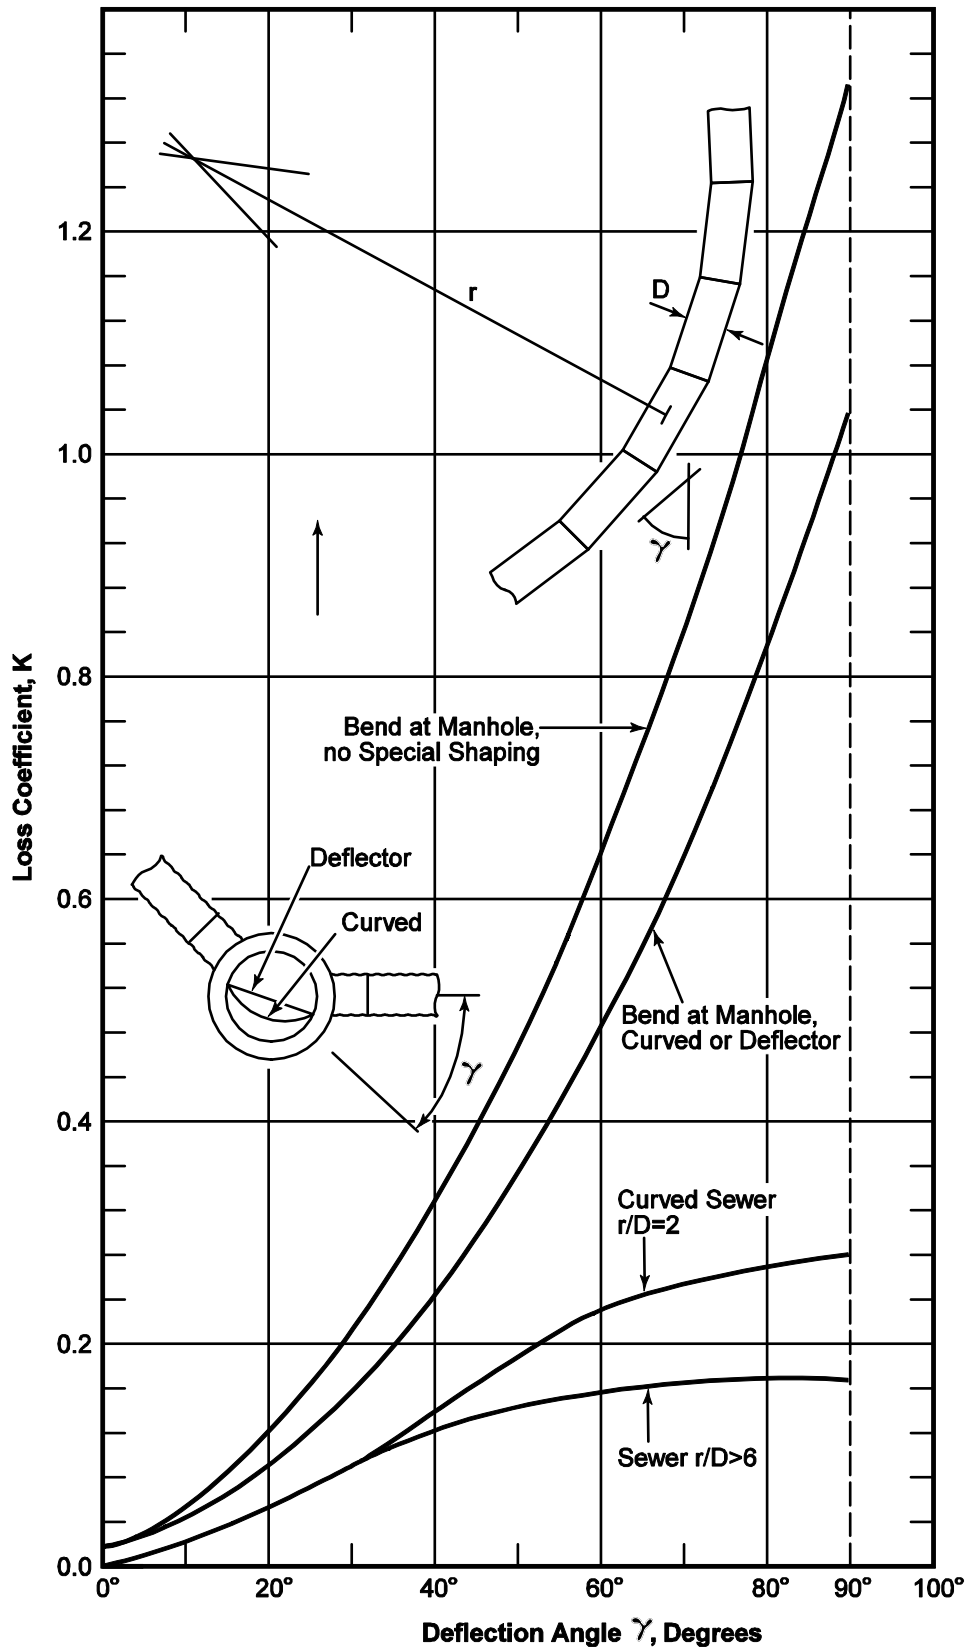 1.2
r
D
1.0
γ
Loss Coefficient, K
0.8
Bend at Manhole,
no Special Shaping
Deflector
0.6
Curved
Bend at Manhole,
Curved or Deflector
γ
0.4
Curved Sewer
r/D=2
0.2
Sewer r/D>6
0.0
0° 20° 40° 60° 80° 90° 100°
Deflection Angle γ, Degrees